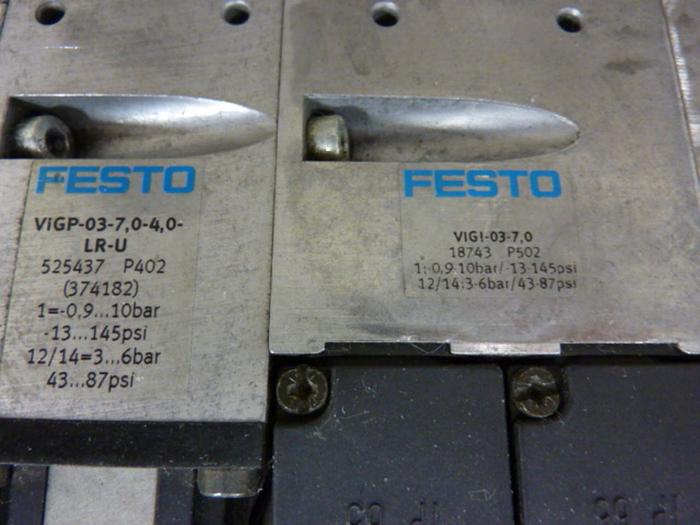 FESTO
ViGP-03-7,0-4,0-
LR-U
525437 P402
(374182)
1=-0,9...10bar
-13...145psi
12/14=3...6bar
43...87psi
FESTO
VIGI-03-7,0
18743 P502
1:-0,9-10bar/-13-145psi
12/14:3-6bar/43-87psi